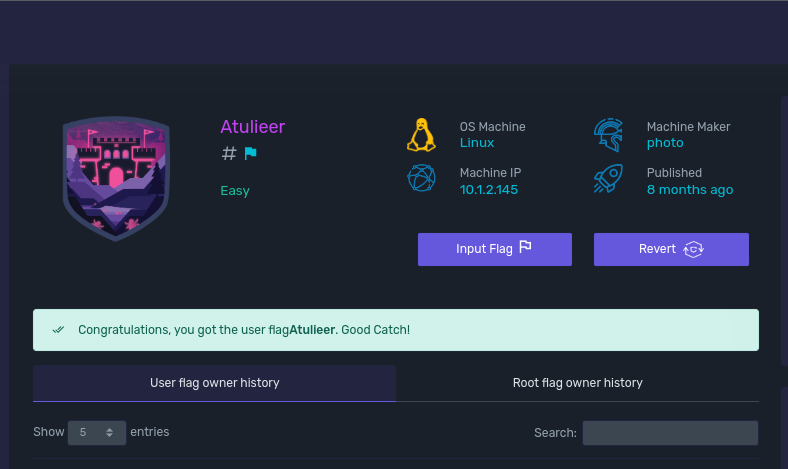 Atulieer
#
Easy
OS Machine
Linux
Machine IP
10.1.2.145
Machine Maker
photo
Published
8 months ago
Input Flag
Revert
Congratulations, you got the user flagAtulieer. Good Catch!
User flag owner history
Root flag owner history
Show 5 entries
Search: